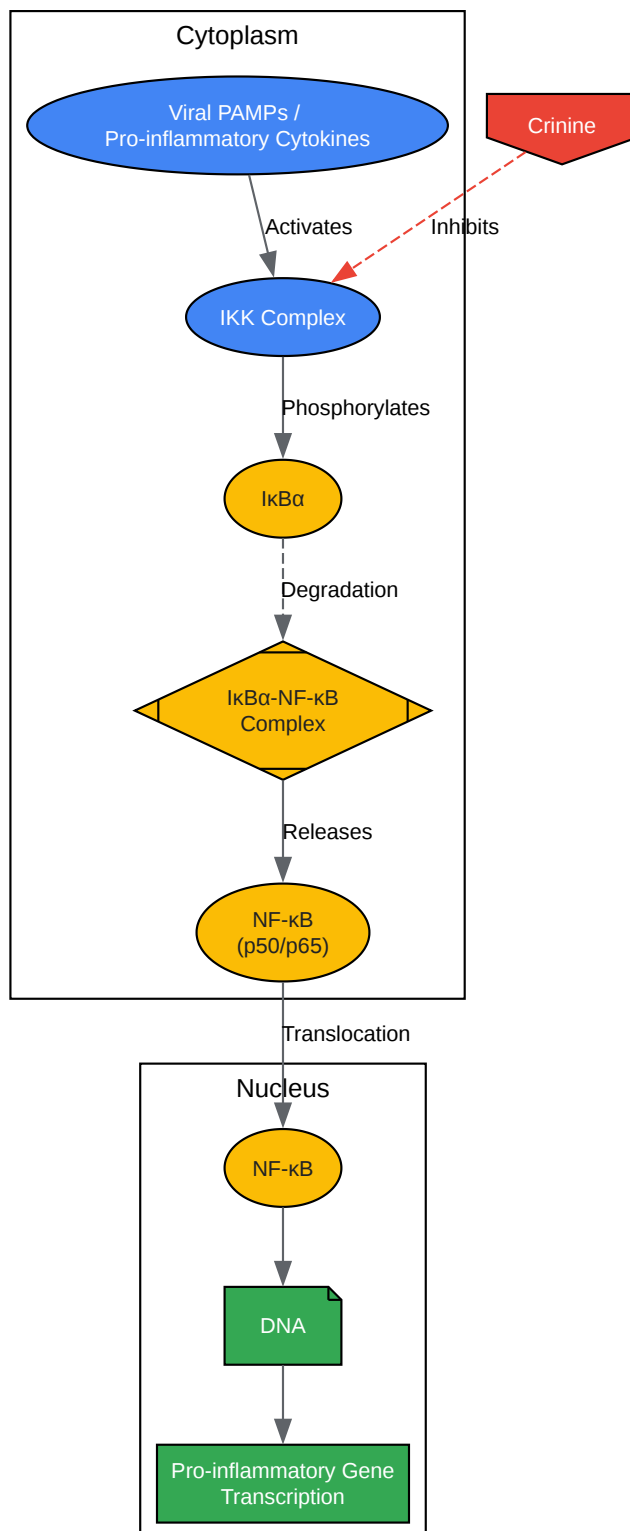 Cytoplasm
Viral PAMPs /
Pro-inflammatory Cytokines
Crinine
Activates
Inhibits
IKK Complex
Phosphorylates
IκBα
Degradation
IκBα-NF-κB
Complex
Releases
NF-κB
(p50/p65)
Translocation
Nucleus
NF-κB
DNA
Pro-inflammatory Gene
Transcription